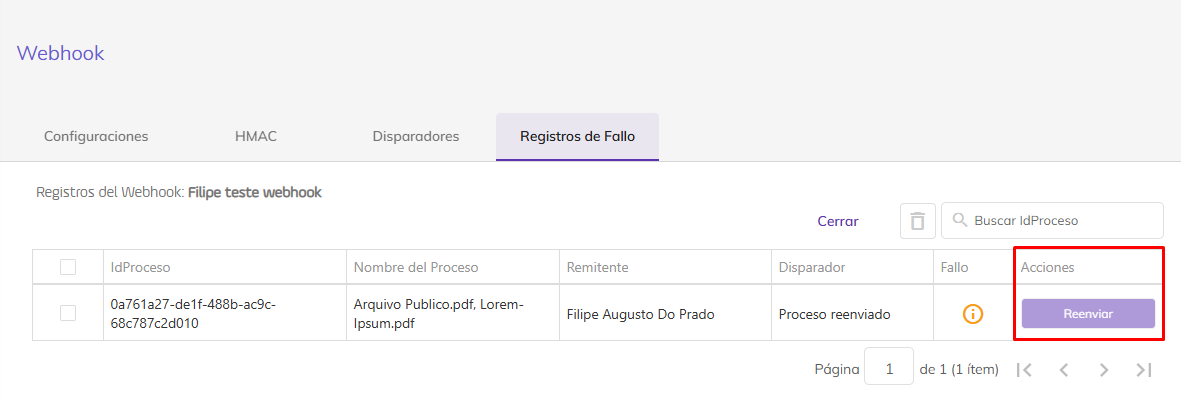 Webhook
Configuraciones HMAC Disparadores Registros de Fallo
Registros del Webhook: Filipe teste webhook
Cerrar Buscar IdProceso
IdProceso Nombre del Proceso Remitente Disparador Fallo Acciones
0a761a27-de1f-488b-ac9c-
68c787c2d010
Arquivo Publico.pdf, Lorem-
Ipsum.pdf
Filipe Augusto Do Prado
Proceso reenviado
Reenviar
Página 1 de 1 (1 ítem)